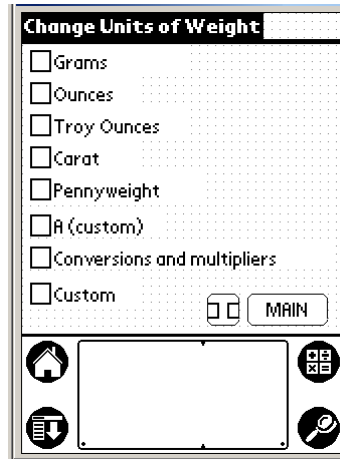 Change Units of Weight
Grams
Ounces
Troy Ounces
Carat
Pennyweight
A (custom)
Conversions and multipliers
Custom
MAIN